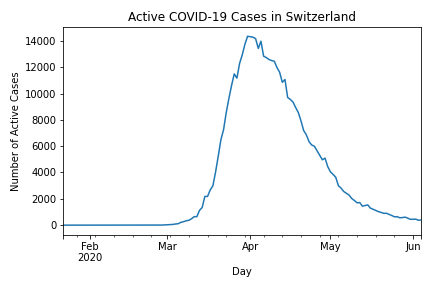 Active COVID-19 Cases in Switzerland
Number of Active Cases
14000
12000
10000
8000
6000
4000
2000
0
Feb
2020
Mar
Apr
May
Jun
Day